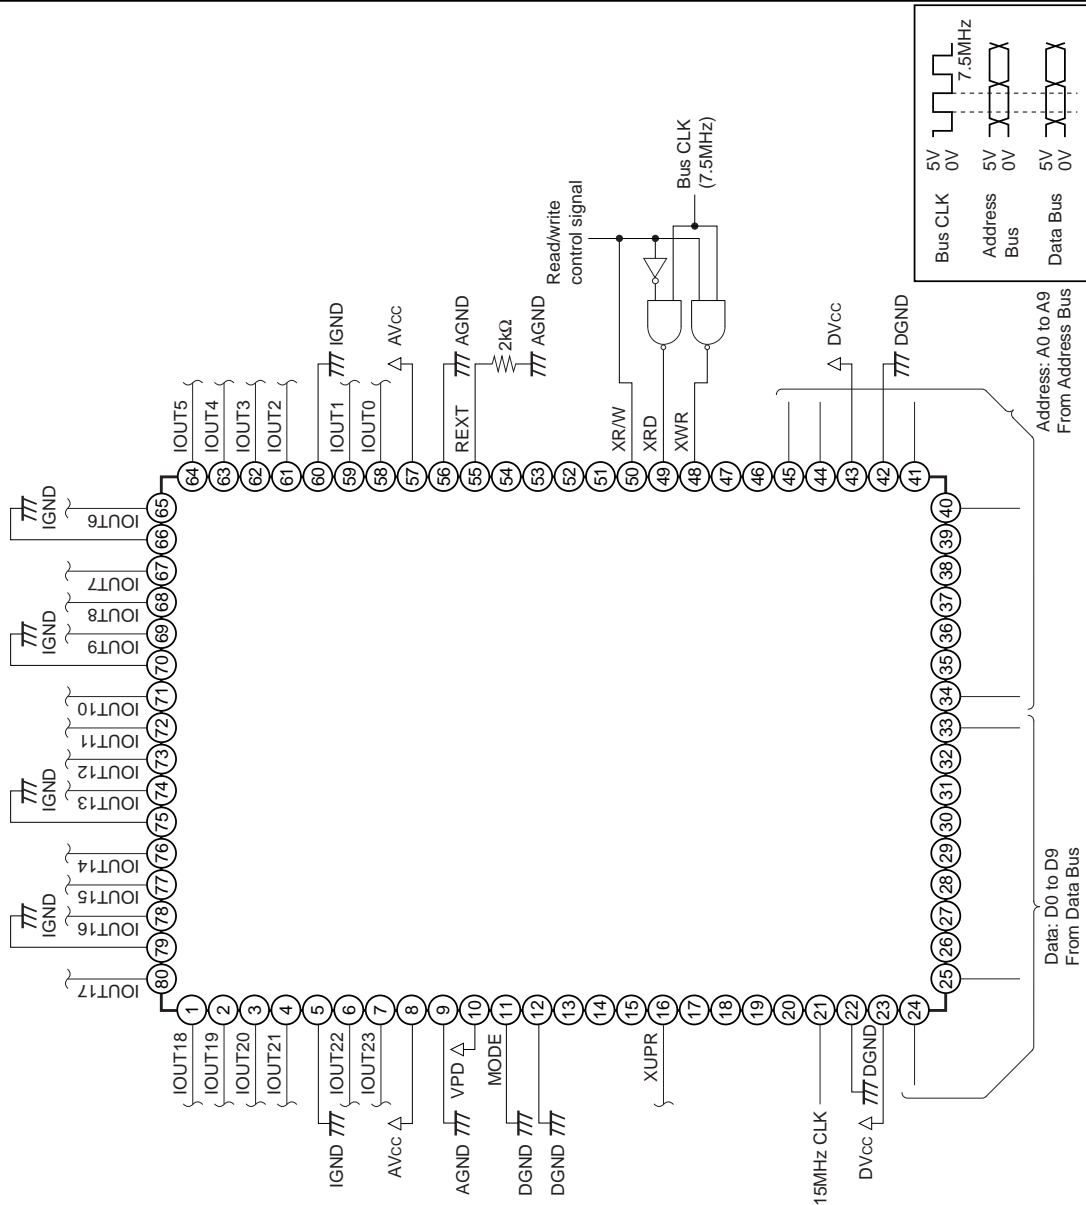 Bus CLK
5V
0V
7.5MHz
Address
Bus
5V
0V
Data Bus
5V
0V
Read/write
control signal
Bus CLK
(7.5MHz)
IOUT5
IOUT4
IOUT3
IOUT2
IGND
IOUT1
IOUT0
AVcc
AGND
REXT
2kΩ
AGND
XR/W
XRD
XWR
DVcc
DGND
Address: A0 to A9
From Address Bus
64
63
62
61
60
59
58
57
56
55
54
53
52
51
50
49
48
47
46
45
44
43
42
41
IGND
IOUT6
IOUT7
IOUT8
IGND
IOUT9
IOUT10
IOUT11
IOUT12
IGND
IOUT13
IOUT14
IOUT15
IGND
IOUT16
IOUT17
65
66
67
68
69
70
71
72
73
74
75
76
77
78
79
80
40
39
38
37
36
35
34
33
32
31
30
29
28
27
26
25
Data: D0 to D9
From Data Bus
1
2
3
4
5
6
7
8
9
10
11
12
13
14
15
16
17
18
19
20
21
22
23
24
IOUT18
IOUT19
IOUT20
IOUT21
IGND
IOUT22
IOUT23
AVcc
AGND
VPD
MODE
DGND
DGND
XUPR
15MHz CLK
DGND
DVcc